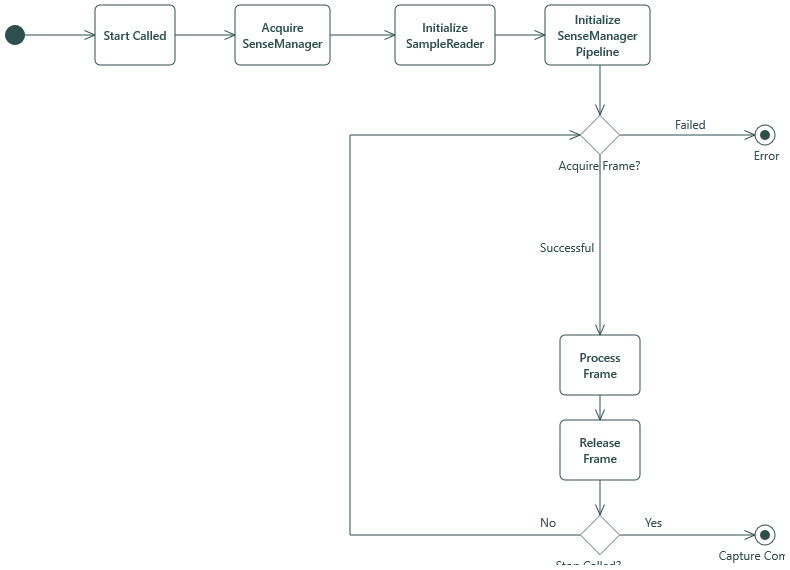 Start Called
Acquire
SenseManager
Initialize
SampleReader
Initialize
SenseManager
Pipeline
Failed
Error
Acquire Frame?
Successful
Process
Frame
Release
Frame
No
Yes
Capture Com
Stop Called?